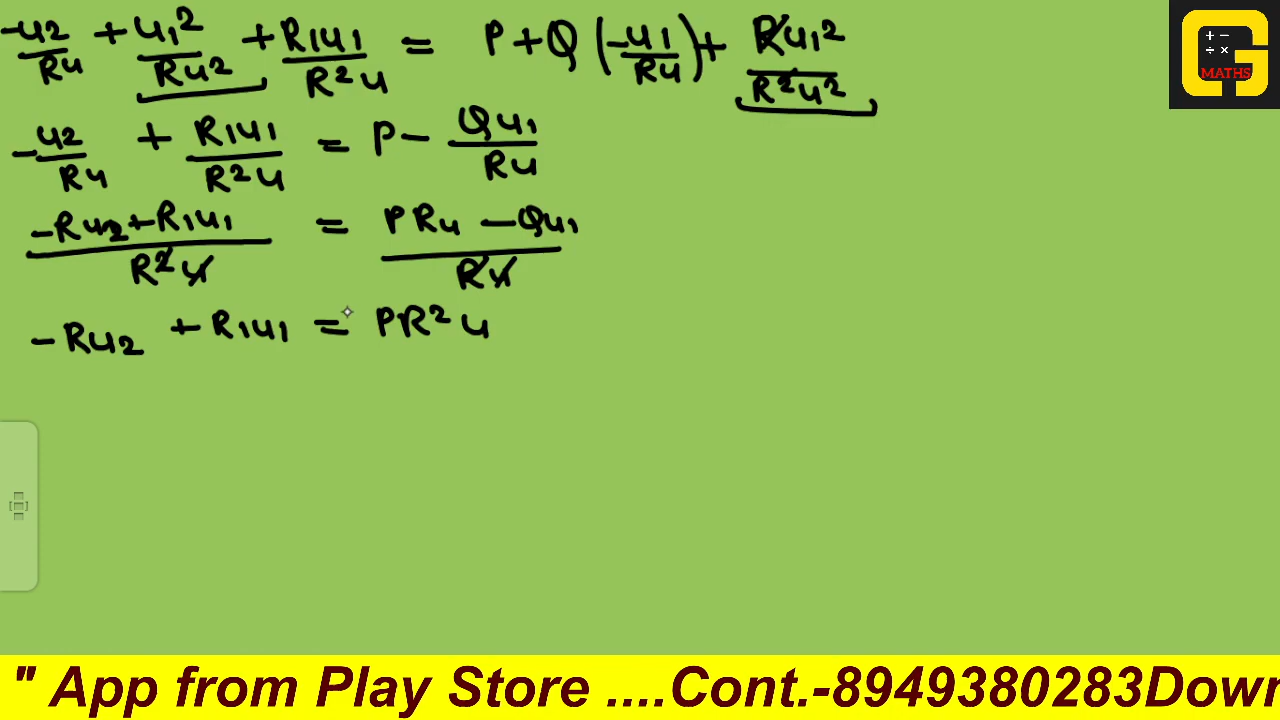 -u2/Ru + u1²/Ru² + R1u1/R²u = P + Q (-u1/Ru) + Ru1²/R²u²
-u2/Ru + R1u1/R²u = P - Qu1/Ru
-Ru2 + R1u1/R²u = PRu - Qu1/Ru
-Ru2 + R1u1 = PR²u
+ -
÷ ×
MATHS
" App from Play Store ....Cont.-8949380283Down